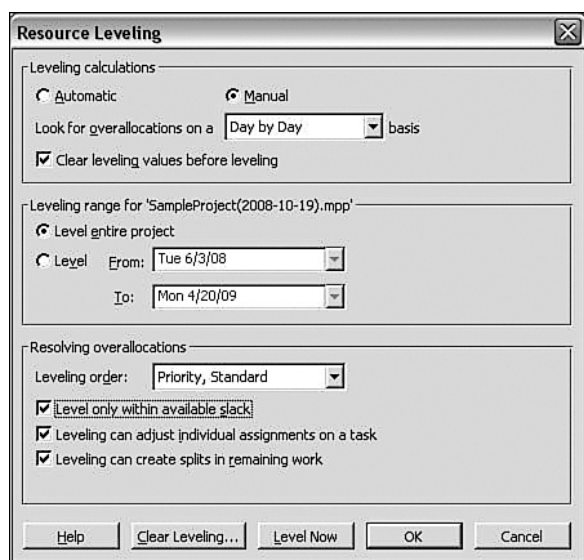 Resource Leveling
Leveling calculations
Automatic Manual
Look for overallocations on a Day by Day basis
Clear leveling values before leveling
Leveling range for 'SampleProject(2008-10-19).mpp'
Level entire project
Level From: Tue 6/3/08
To: Mon 4/20/09
Resolving overallocations
Leveling order: Priority, Standard
Level only within available slack
Leveling can adjust individual assignments on a task
Leveling can create splits in remaining work
Help Clear Leveling... Level Now OK Cancel